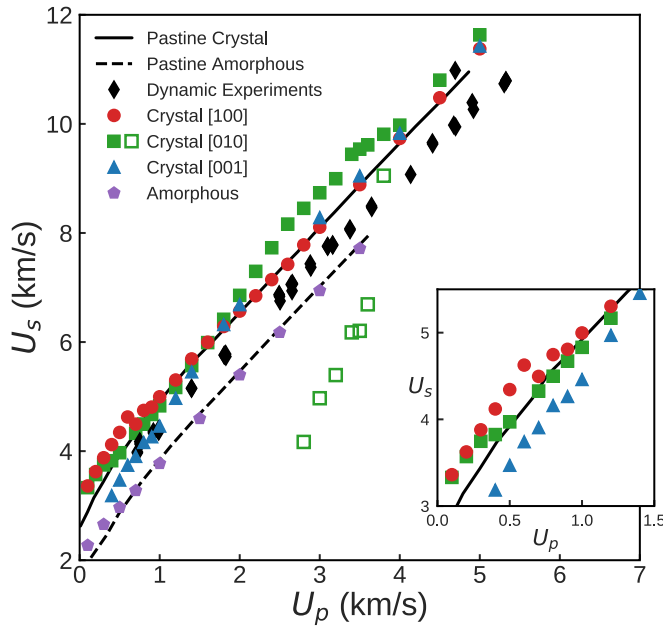 12
10
8
6
4
2
U_s (km/s)
Pastine Crystal
Pastine Amorphous
Dynamic Experiments
Crystal [100]
Crystal [010]
Crystal [001]
Amorphous
5
4
3
U_s
0.0 0.5 1.0 1.5
U_p
0 1 2 3 4 5 6 7
U_p (km/s)